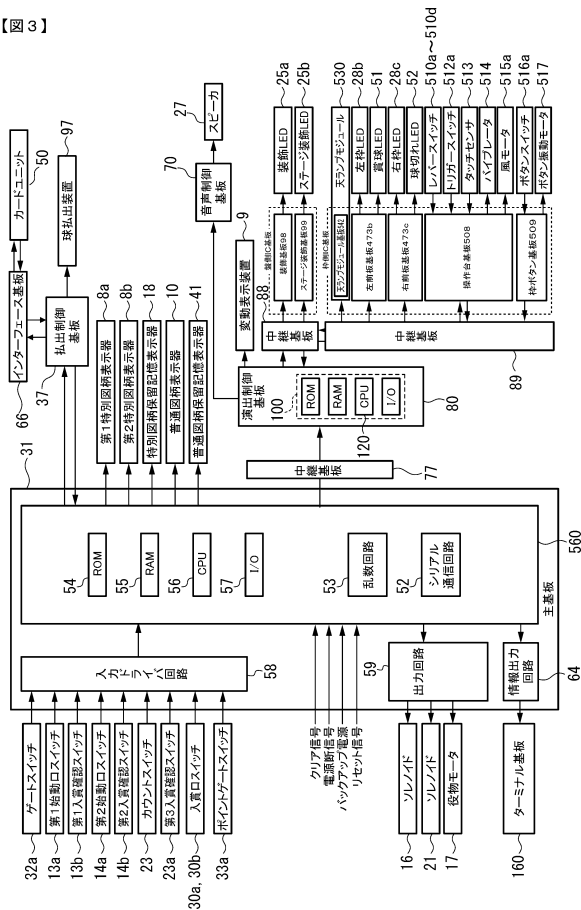 【図３】
カードユニット
50
球払出装置
97
インターフェース基板
66
払出制御
基板
37
スピーカ
27
音声制御
基板
70
変動表示装置
9
第１特別図柄表示器
8a
第２特別図柄表示器
8b
特別図柄保留記憶表示器
18
普通図柄表示器
10
普通図柄保留記憶表示器
41
装飾LED
25a
ステージ装飾LED
25b
天ランプモジュール
530
左枠LED
28b
賞球LED
51
右枠LED
28c
球切れLED
52
レバースイッチ
510a～510d
トリガースイッチ
512a
タッチセンサ
513
バイブレータ
514
風モータ
515a
ボタンスイッチ
516a
ボタン振動モータ
517
盤側IC基板
装飾基板98
ステージ装飾基板99
枠側IC基板
天ランプモジュール基板542
左前板基板473b
右前板基板473c
操作台基板508
枠ボタン基板509
中継基板
88
中継基板
89
演出制御
基板
100
ROM
RAM
CPU
I/O
120
80
中継基板
77
31
54
ROM
55
RAM
56
CPU
57
I/O
53
乱数回路
52
シリアル
通信回路
560
主基板
入力ドライバ回路
58
クリア信号
電源断信号
バックアップ電源
リセット信号
59
出力回路
情報出力
回路
64
ゲートスイッチ
32a
第１始動口スイッチ
13a
第１入賞確認スイッチ
13b
第２始動口スイッチ
14a
第２入賞確認スイッチ
14b
カウントスイッチ
23
第３入賞確認スイッチ
23a
入賞口スイッチ
30a, 30b
ポイントゲートスイッチ
33a
ソレノイド
16
ソレノイド
21
役物モータ
17
ターミナル基板
160